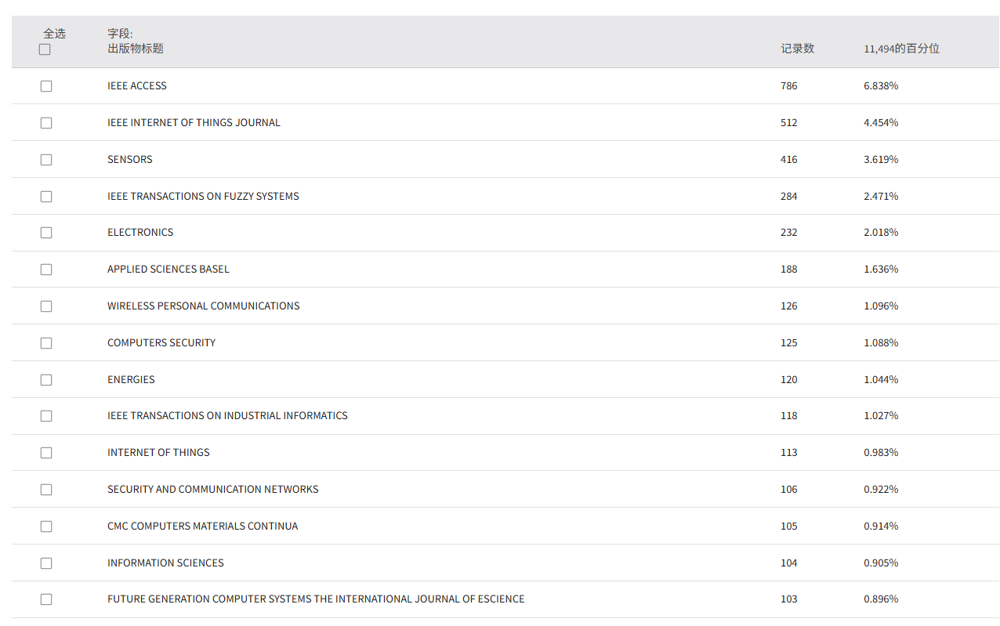 全选 字段:
出版物标题 记录数 11,494的百分位
IEEE ACCESS 786 6.838%
IEEE INTERNET OF THINGS JOURNAL 512 4.454%
SENSORS 416 3.619%
IEEE TRANSACTIONS ON FUZZY SYSTEMS 284 2.471%
ELECTRONICS 232 2.018%
APPLIED SCIENCES BASEL 188 1.636%
WIRELESS PERSONAL COMMUNICATIONS 126 1.096%
COMPUTERS SECURITY 125 1.088%
ENERGIES 120 1.044%
IEEE TRANSACTIONS ON INDUSTRIAL INFORMATICS 118 1.027%
INTERNET OF THINGS 113 0.983%
SECURITY AND COMMUNICATION NETWORKS 106 0.922%
CMC COMPUTERS MATERIALS CONTINUA 105 0.914%
INFORMATION SCIENCES 104 0.905%
FUTURE GENERATION COMPUTER SYSTEMS THE INTERNATIONAL JOURNAL OF ESCIENCE 103 0.896%